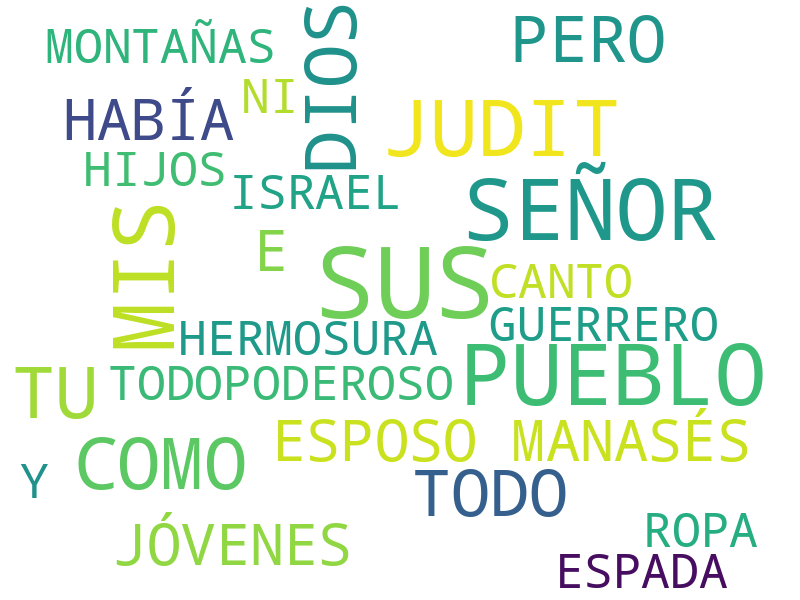 MONTAÑAS
DIOS
PERO
NI
HABÍA
JUDIT
HIJOS
ISRAEL
SEÑOR
MIS
E
SUS
CANTO
GUERRERO
HERMOSURA
PUEBLO
TU
TODOPODEROSO
ESPOSO
MANASÉS
COMO
Y
TODO
JÓVENES
ROPA
ESPADA